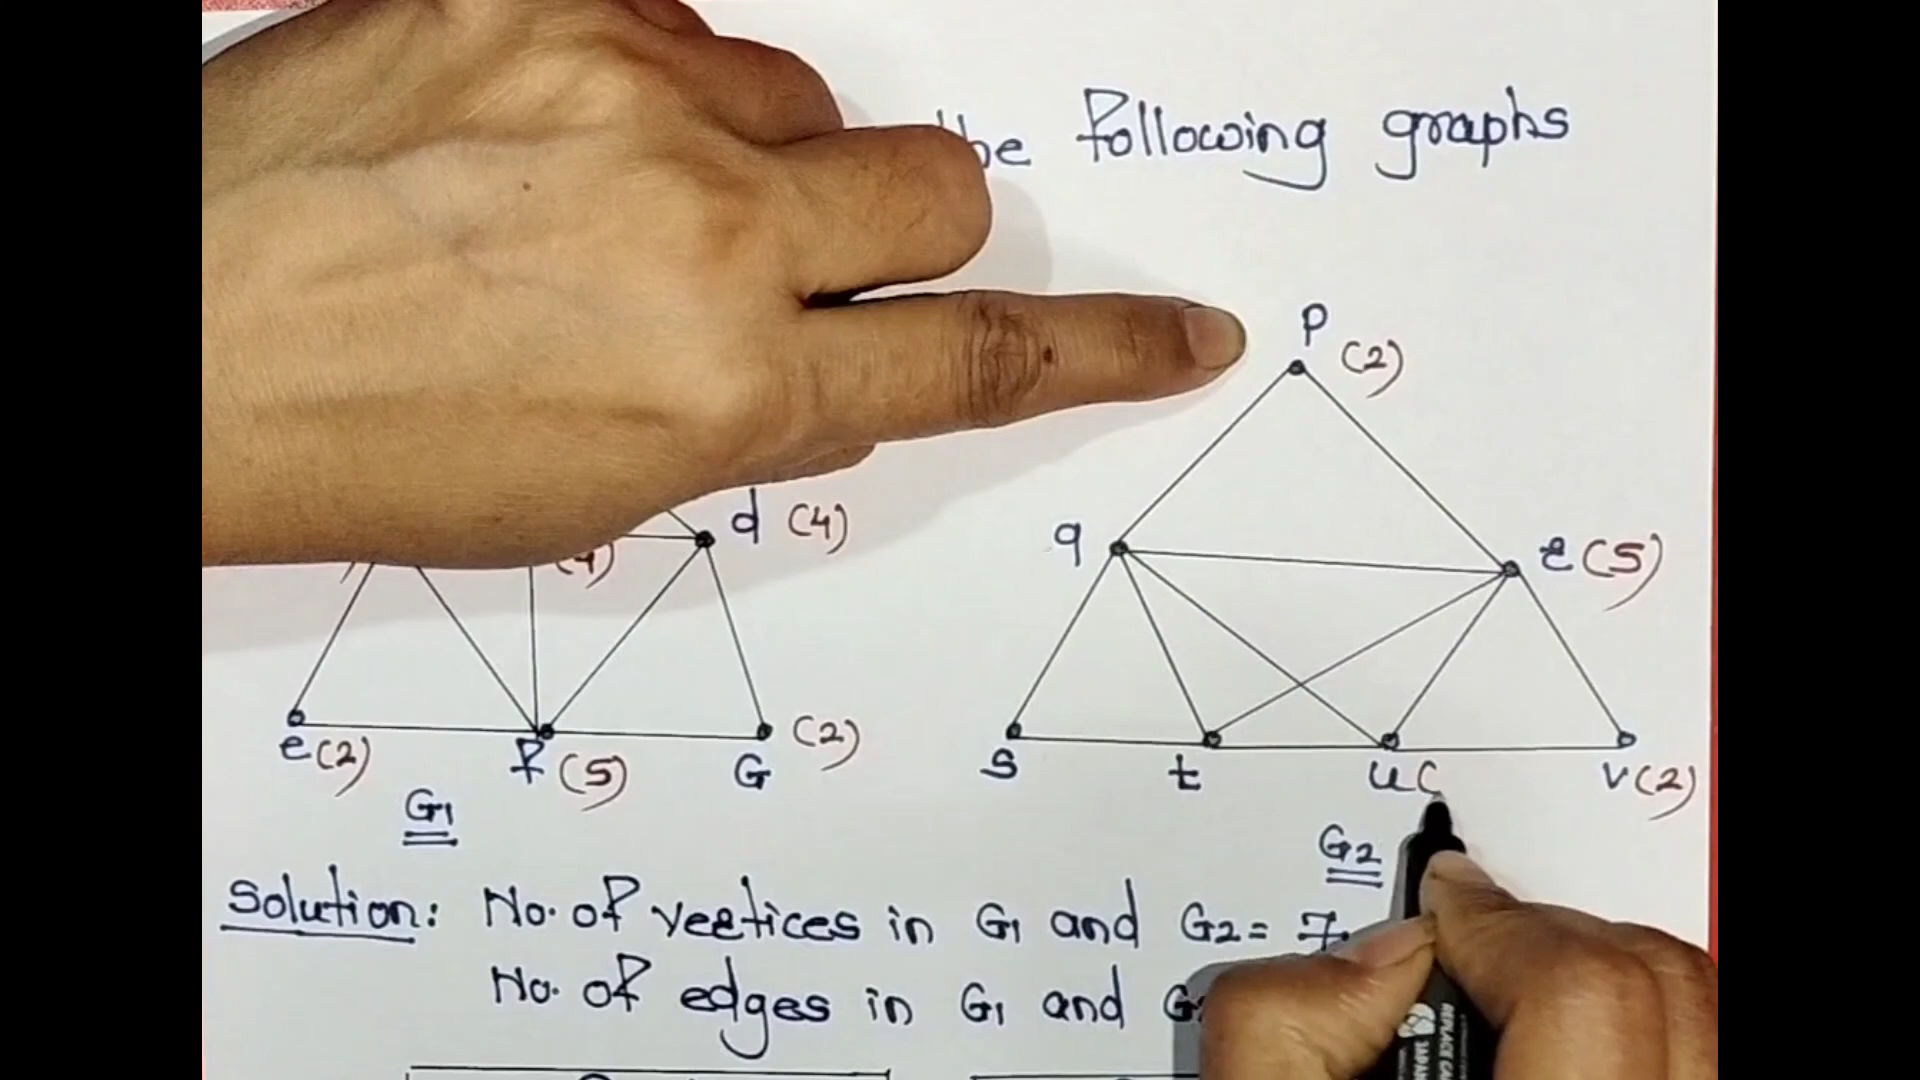 the following graphs
P (2)
d (4)
q
r (5)
(4)
e (2)
f (5)
G (2)
s
t
u (
v (2)
G1
G2
Solution: No. of vertices in G1 and G2 = 7
No. of edges in G1 and G2